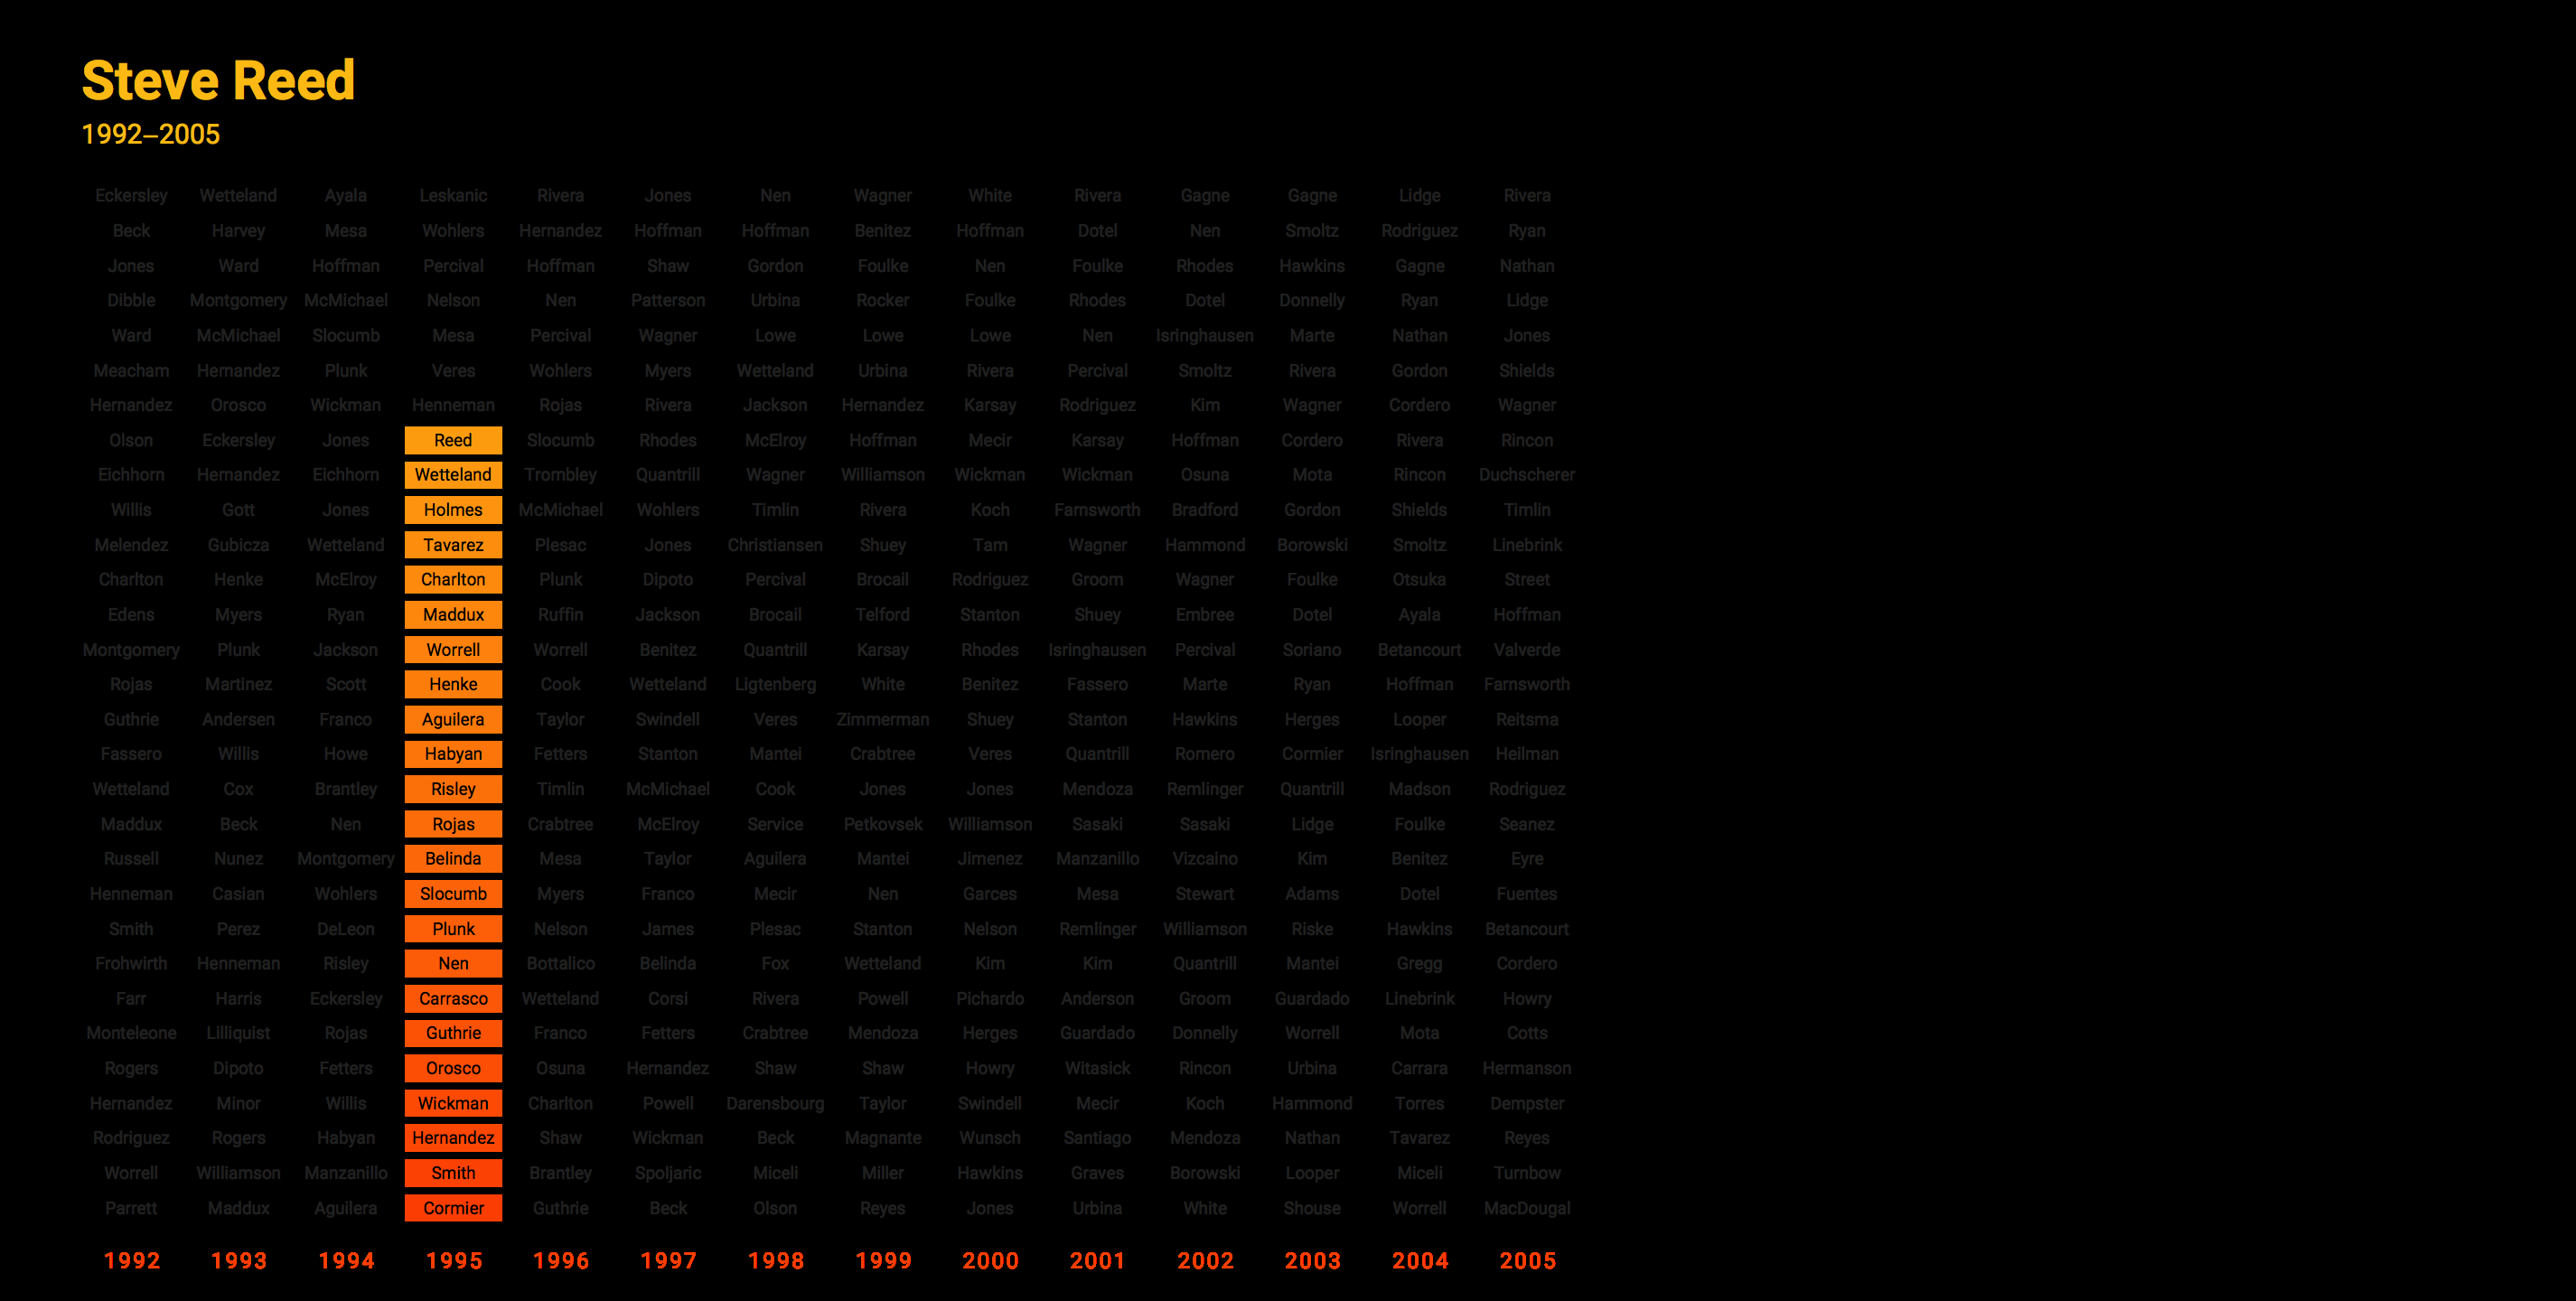 Steve Reed
1992–2005
Eckersley Wetteland Ayala Leskanic Rivera Jones Nen Wagner White Rivera Gagne Gagne Lidge Rivera
Beck Harvey Mesa Wohlers Hernandez Hoffman Hoffman Benitez Hoffman Dotel Nen Smoltz Rodriguez Ryan
Jones Ward Hoffman Percival Hoffman Shaw Gordon Foulke Nen Foulke Rhodes Hawkins Gagne Nathan
Dibble Montgomery McMichael Nelson Nen Patterson Urbina Rocker Foulke Rhodes Dotel Donnelly Ryan Lidge
Ward McMichael Slocumb Mesa Percival Wagner Lowe Lowe Lowe Nen Isringhausen Marte Nathan Jones
Meacham Hernandez Plunk Veres Wohlers Myers Wetteland Urbina Rivera Percival Smoltz Rivera Gordon Shields
Hernandez Orosco Wickman Henneman Rojas Rivera Jackson Hernandez Karsay Rodriguez Kim Wagner Cordero Wagner
Olson Eckersley Jones Reed Slocumb Rhodes McElroy Hoffman Mecir Karsay Hoffman Cordero Rivera Rincon
Eichhorn Hernandez Eichhorn Wetteland Trombley Quantrill Wagner Williamson Wickman Wickman Osuna Mota Rincon Duchscherer
Willis Gott Jones Holmes McMichael Wohlers Timlin Rivera Koch Farnsworth Bradford Gordon Shields Timlin
Melendez Gubicza Wetteland Tavarez Plesac Jones Christiansen Shuey Tam Wagner Hammond Borowski Smoltz Linebrink
Charlton Henke McElroy Charlton Plunk Dipoto Percival Brocail Rodriguez Groom Wagner Foulke Otsuka Street
Edens Myers Ryan Maddux Ruffin Jackson Brocail Telford Stanton Shuey Embree Dotel Ayala Hoffman
Montgomery Plunk Jackson Worrell Worrell Benitez Quantrill Karsay Rhodes Isringhausen Percival Soriano Betancourt Valverde
Rojas Martinez Scott Henke Cook Wetteland Ligtenberg White Benitez Fassero Marte Ryan Hoffman Farnsworth
Guthrie Andersen Franco Aguilera Taylor Swindell Veres Zimmerman Shuey Stanton Hawkins Herges Looper Reitsma
Fassero Willis Howe Habyan Fetters Stanton Mantei Crabtree Veres Quantrill Romero Cormier Isringhausen Heilman
Wetteland Cox Brantley Risley Timlin McMichael Cook Jones Jones Mendoza Remlinger Quantrill Madson Rodriguez
Maddux Beck Nen Rojas Crabtree McElroy Service Petkovsek Williamson Sasaki Sasaki Lidge Foulke Seanez
Russell Nunez Montgomery Belinda Mesa Taylor Aguilera Mantei Jimenez Manzanillo Vizcaino Kim Benitez Eyre
Henneman Casian Wohlers Slocumb Myers Franco Mecir Nen Garces Mesa Stewart Adams Dotel Fuentes
Smith Perez DeLeon Plunk Nelson James Plesac Stanton Nelson Remlinger Williamson Riske Hawkins Betancourt
Frohwirth Henneman Risley Nen Bottalico Belinda Fox Wetteland Kim Kim Quantrill Mantei Gregg Cordero
Farr Harris Eckersley Carrasco Wetteland Corsi Rivera Powell Pichardo Anderson Groom Guardado Linebrink Howry
Monteleone Lilliquist Rojas Guthrie Franco Fetters Crabtree Mendoza Herges Guardado Donnelly Worrell Mota Cotts
Rogers Dipoto Fetters Orosco Osuna Hernandez Shaw Shaw Howry Witasick Rincon Urbina Carrara Hermanson
Hernandez Minor Willis Wickman Charlton Powell Darensbourg Taylor Swindell Mecir Koch Hammond Torres Dempster
Rodriguez Rogers Habyan Hernandez Shaw Wickman Beck Magnante Wunsch Santiago Mendoza Nathan Tavarez Reyes
Worrell Williamson Manzanillo Smith Brantley Spoljaric Miceli Miller Hawkins Graves Borowski Looper Miceli Turnbow
Parrett Maddux Aguilera Cormier Guthrie Beck Olson Reyes Jones Urbina White Shouse Worrell MacDougal
1992 1993 1994 1995 1996 1997 1998 1999 2000 2001 2002 2003 2004 2005